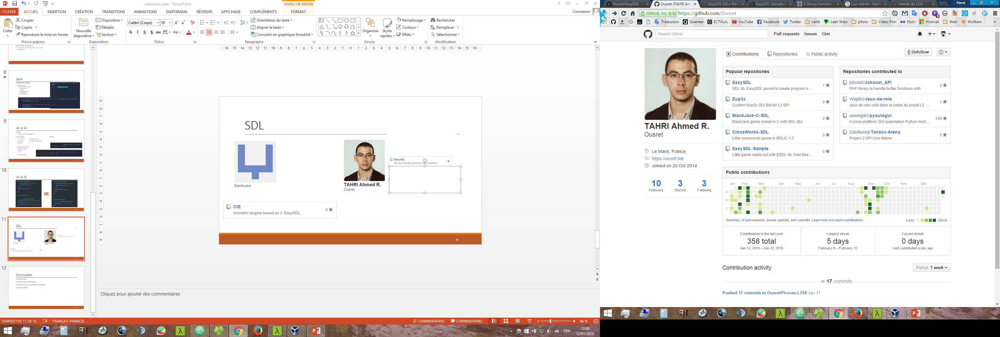 slideshow.pptx - PowerPoint
OUTILS DE DESSIN
FICHIER ACCUEIL INSERTION CRÉATION TRANSITIONS ANIMATIONS DIAPORAMA RÉVISION AFFICHAGE COMPLÉMENTS FORMAT
Connexion
Coller
Couper
Copier
Reproduire la mise en forme
Presse-papiers
Nouvelle diapositive
Disposition
Rétablir
Section
Diapositives
Calibri (Corps) 18
G I S S abc AV Aa A
Police
Orientation du texte
Aligner le texte
Convertir en graphique SmartArt
Paragraphe
Organiser
Styles rapides
Remplissage
Contour
Effets
Dessin
Rechercher
Remplacer
Sélectionner
Modification
8
Jeux
Gestion de la partie
9
IA vs IA
10
IA vs IA
VS
11
SDL
12
Conclusion
SDL
DanAurea
TAHRI Ahmed R.
Ousret
EasySDL
SDL lib, EasySDL permit to create program o...
1
CIE
Isometric engine based on C EasySDL.
0
11
Cliquez pour ajouter des commentaires
DIAPOSITIVE 11 DE 12 FRANÇAIS (FRANCE)
COMMENTAIRES COMMENTAIRES 66 %
46 FRA 12:08
12/01/2016
Ousret/EasySDL
Ousret (TAHRI Ahm
EasySDL 0.6.x: Réf
EasySDL-Sample/
C library function -
Lua intéret - Rech
Interêt du LUA
Pierre
GitHub, Inc. [US] https://github.com/Ousret
Traduction Qwertee ECTVLoL YouTube Facebook Twitter veille Leek Wars photo Vidéo-Film Flickr Hotmail Web Wolfram »
Search GitHub
Pull requests Issues Gist
Contributions Repositories Public activity
Unfollow
TAHRI Ahmed R.
Ousret
Le Mans, France.
https://uconf.me
Joined on 20 Oct 2014
10 3 3
Followers Starred Following
Popular repositories
EasySDL
SDL lib, EasySDL permit to create program o…
1
Zup3x
Custom Hop3x GUI Bot for L3 SPI
0
BlackJack-C-SDL
BlackJack game coded in C with SDL libs
0
CrossWords-SDL
Little crosswords game in SDL/C 1.2
0
EasySDL-Sample
Little game made out with ESDL lib. Feel free…
0
Repositories contributed to
jokoast/Jokoast_API
PHP library to handle twitter functions with
0
WajdiG/Jeux-de-role
Jeux de role créé dans le cadre du projet L2 …
1
asweigart/pyautogui
A cross-platform GUI automation Python mod…
349
DanAurea/Tactics-Arena
Projet L2 SPI Univ Maine
0
Public contributions
Jan Feb Mar Apr May Jun Jul Aug Sep Oct Nov Dec
M
W
F
Summary of pull requests, issues opened, and commits. Learn how we count contributions.
Less More
Contributions in the last year
358 total
Jan 12, 2015 – Jan 12, 2016
Longest streak
5 days
February 8 – February 12
Current streak
0 days
Last contributed a day ago
Contribution activity
Period: 1 week
17 commits
Pushed 17 commits to Ousret/Picross-L3S6 Jan 11